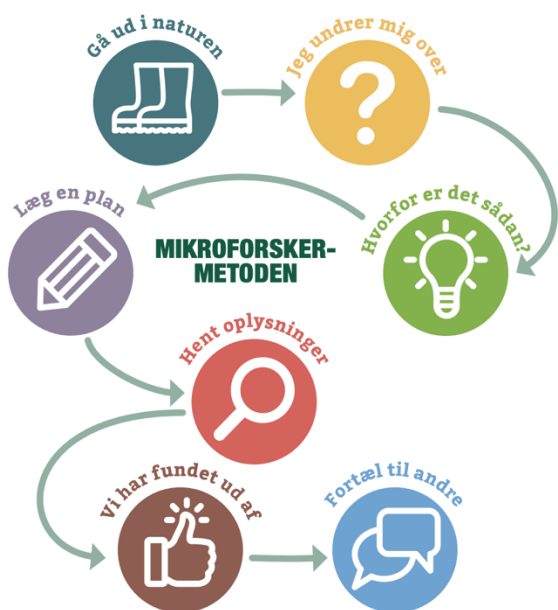 Gå ud i naturen
Jeg undrer mig over
Hvorfor er det sådan?
Læg en plan
MIKROFORSKER-
METODEN
Hent oplysninger
Vi har fundet ud af
Fortæl til andre